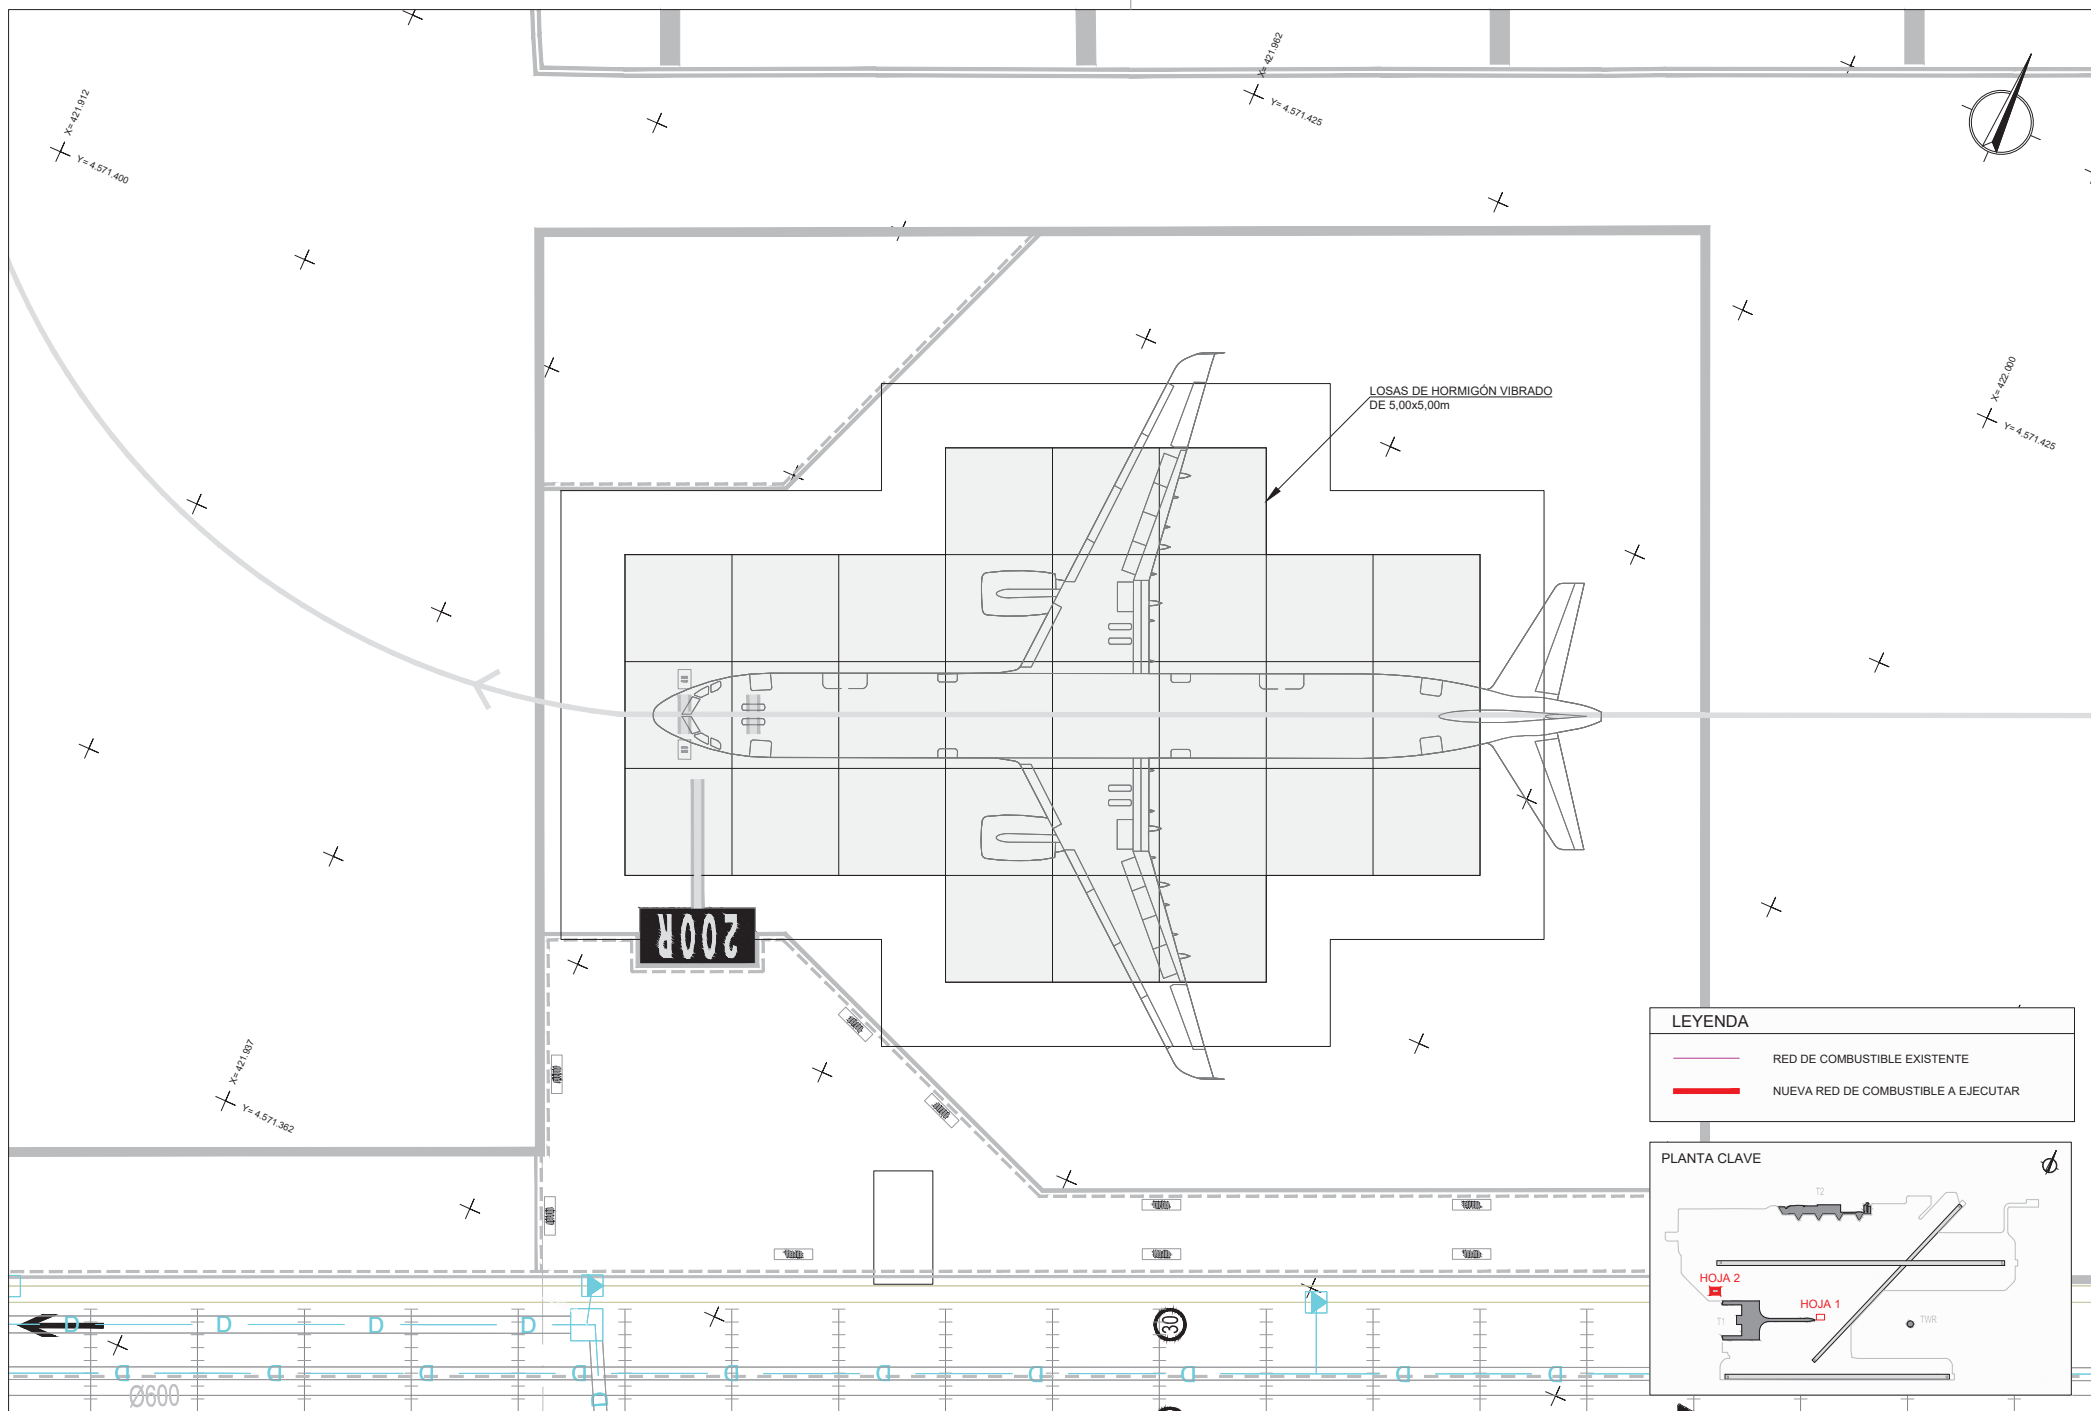 X= 421.962
Y= 4.571.425
X= 421.912
Y= 4.571.400
X= 422.000
Y= 4.571.425
LOSAS DE HORMIGÓN VIBRADO
DE 5,00x5,00m
200R
X= 421.937
Y= 4.571.362
LEYENDA
RED DE COMBUSTIBLE EXISTENTE
NUEVA RED DE COMBUSTIBLE A EJECUTAR
PLANTA CLAVE
T2
HOJA 2
HOJA 1
T1
TWR
30
D D D D
D D D D D D D D D D
D
Ø600